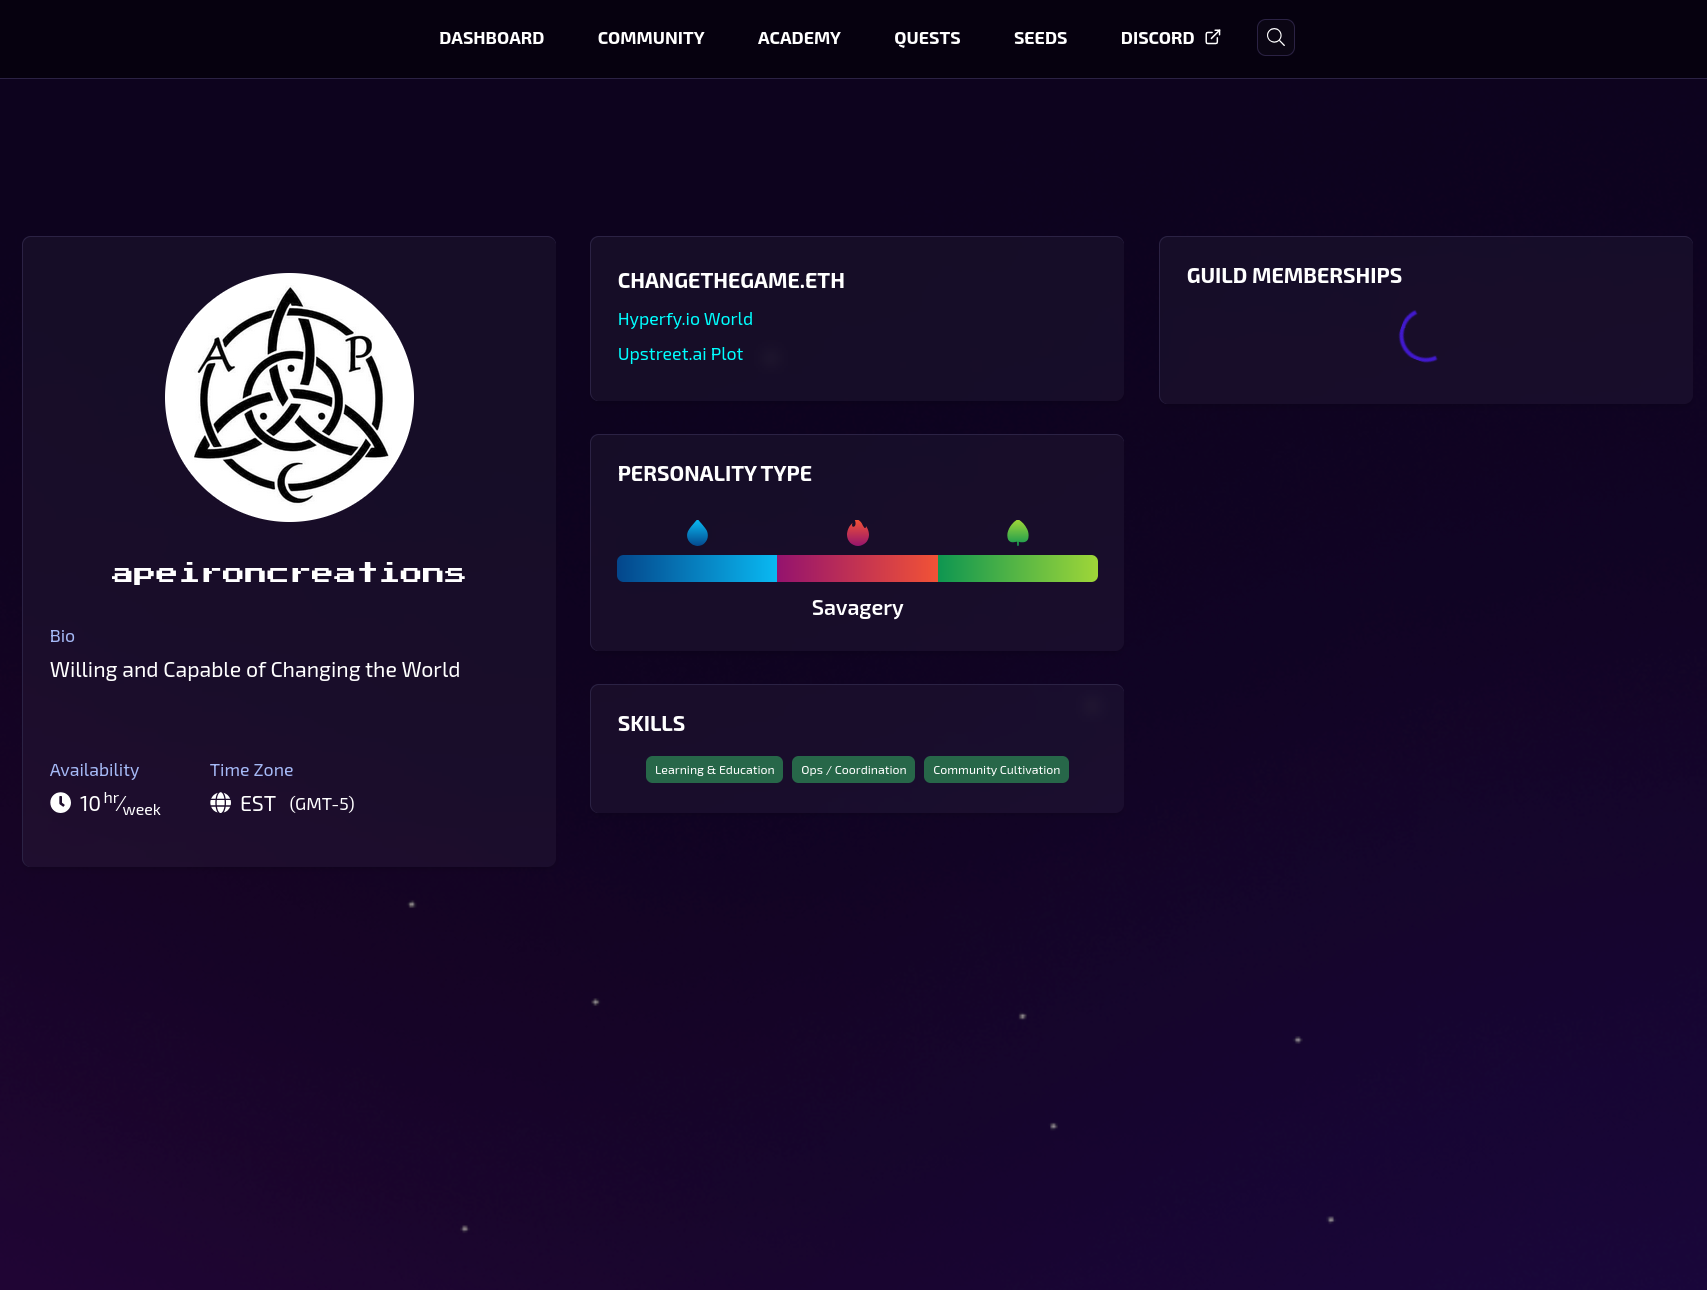 DASHBOARD COMMUNITY ACADEMY QUESTS SEEDS DISCORD
A P
C
apeironcreations
Bio
Willing and Capable of Changing the World
Availability Time Zone
10 hr/week EST (GMT-5)
CHANGETHEGAME.ETH
Hyperfy.io World
Upstreet.ai Plot
PERSONALITY TYPE
Savagery
SKILLS
Learning & Education Ops / Coordination Community Cultivation
GUILD MEMBERSHIPS